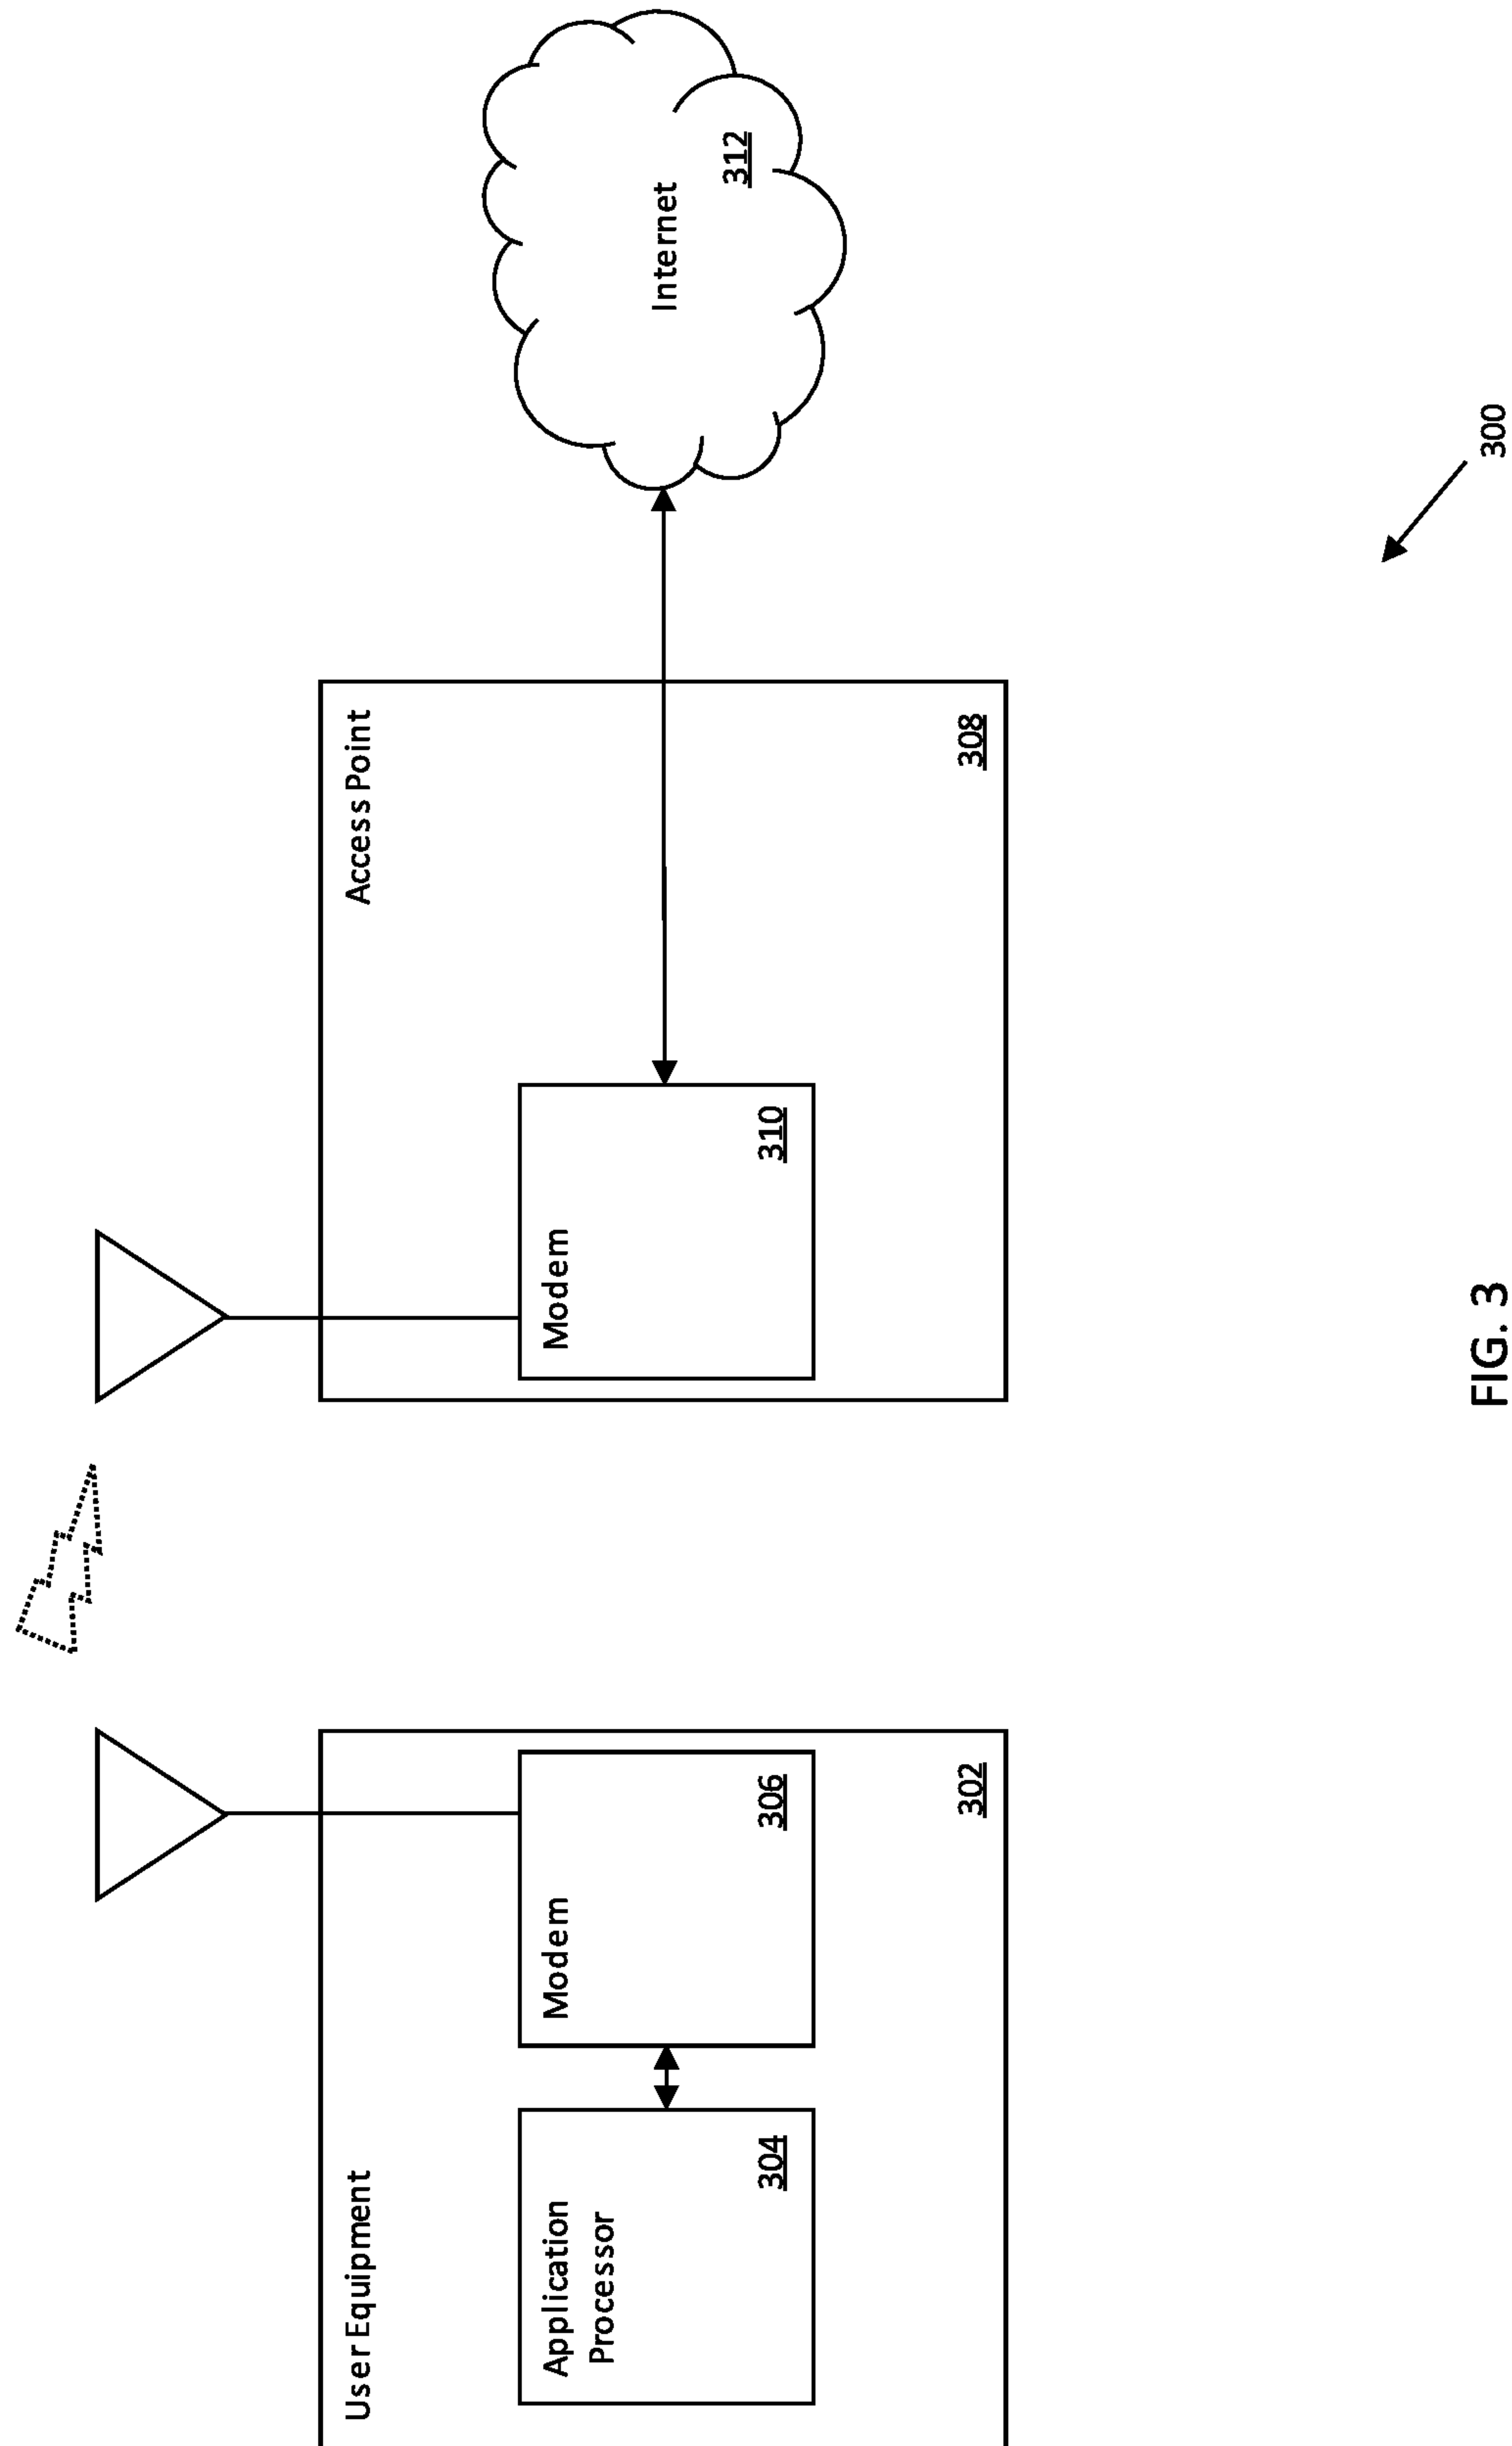 User Equipment
Application
Processor
304
Modem
306
302
Access Point
Modem
310
308
Internet
312
300
FIG. 3